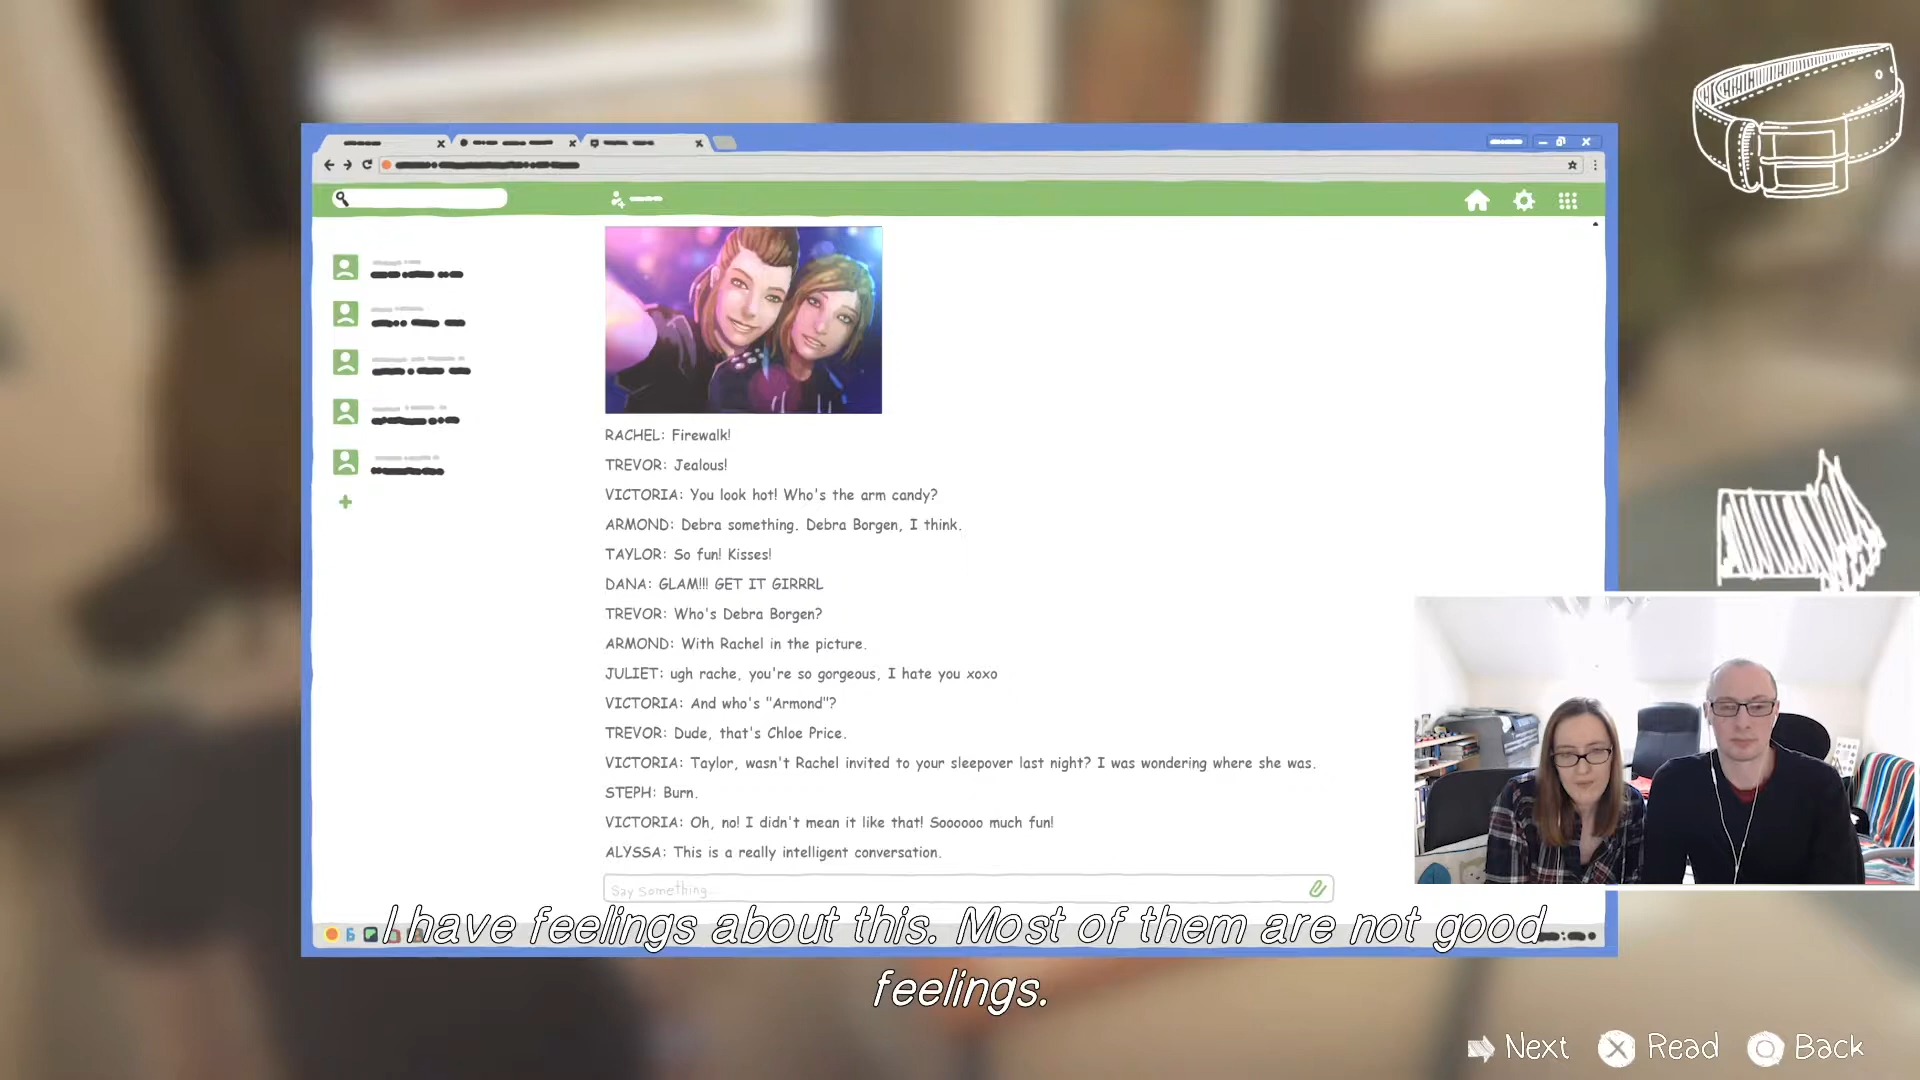 RACHEL: Firewalk!
TREVOR: Jealous!
VICTORIA: You look hot! Who's the arm candy?
ARMOND: Debra something. Debra Borgen, I think.
TAYLOR: So fun! Kisses!
DANA: GLAM!!! GET IT GIRRRL
TREVOR: Who's Debra Borgen?
ARMOND: With Rachel in the picture.
JULIET: ugh rache, you're so gorgeous, I hate you xoxo
VICTORIA: And who's "Armond"?
TREVOR: Dude, that's Chloe Price.
VICTORIA: Taylor, wasn't Rachel invited to your sleepover last night? I was wondering where she was.
STEPH: Burn.
VICTORIA: Oh, no! I didn't mean it like that! Soooooo much fun!
ALYSSA: This is a really intelligent conversation.
Say Something...
I have feelings about this. Most of them are not good
feelings.
Next Read Back